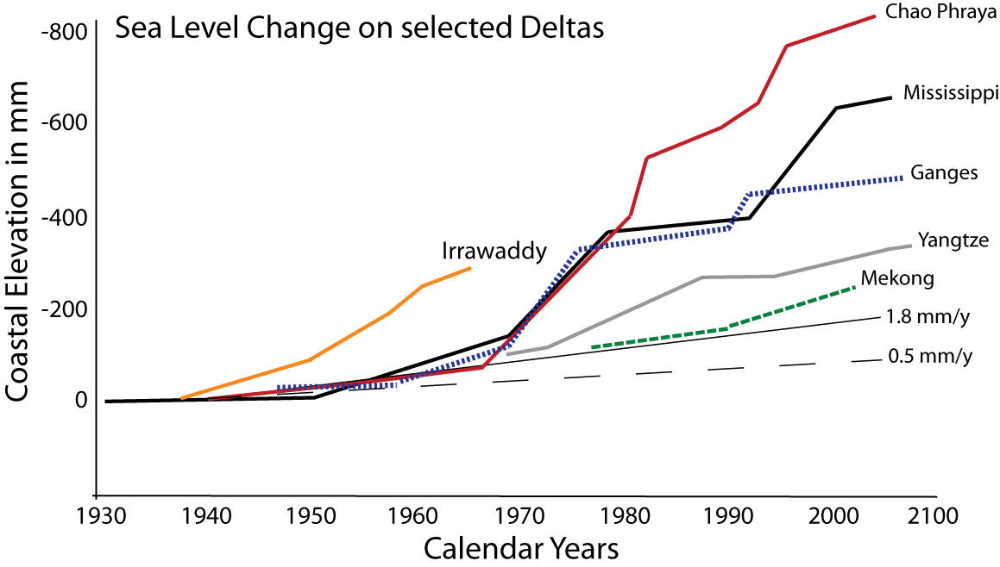 Sea Level Change on selected Deltas
Chao Phraya
Mississippi
Ganges
Yangtze
Irrawaddy
Mekong
1.8 mm/y
0.5 mm/y
Coastal Elevation in mm
-800
-600
-400
-200
0
1930 1940 1950 1960 1970 1980 1990 2000 2100
Calendar Years